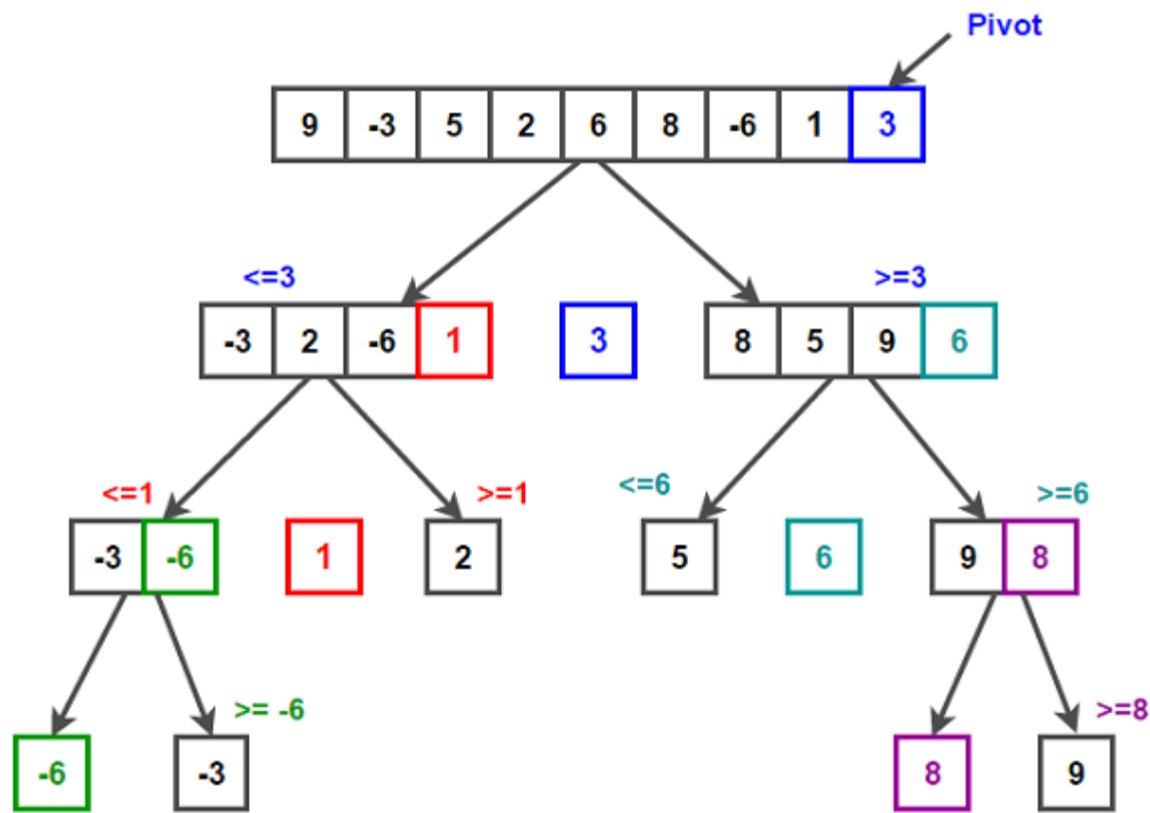 Pivot
9 -3 5 2 6 8 -6 1 3
<=3 >=3
-3 2 -6 1 3 8 5 9 6
<=1 >=1 <=6 >=6
-3 -6 1 2 5 6 9 8
>= -6 >=8
-6 -3 8 9